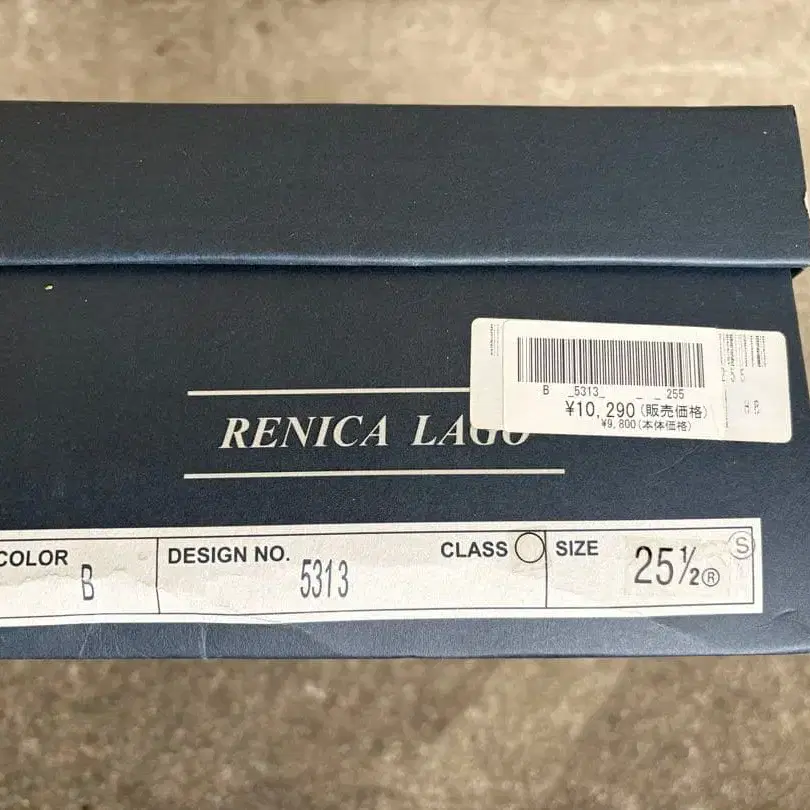 B _5313_ _ _ 255
¥10,290(販売価格)
¥9,800(本体価格)
RENICA LAGO
COLOR B
DESIGN NO. 5313
CLASS
SIZE 25½ ® Ⓢ